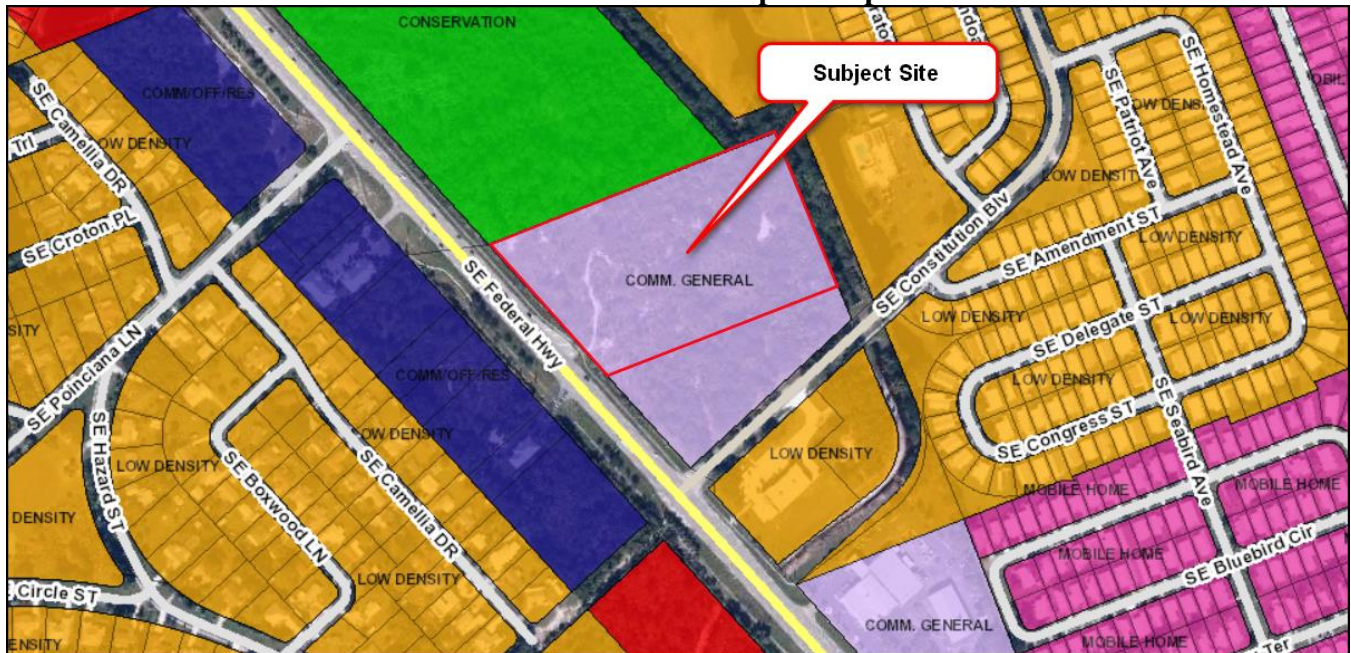 CONSERVATION
Subject Site
COMM/OFF/RES
LOW DENSITY
SE Camellia DR
Trl
SE Croton PL
SE Homestead Ave
SE Patriot Ave
LOW DENSITY
SE Constitution Blv
SE Amendment ST
LOW DENSITY
COMM. GENERAL
SE Federal Hwy
SE Poinciana LN
LOW DENSITY
SE Delegate ST
LOW DENSITY
LOW DENSITY
COMM/OFF/RES
SE Hazard ST
SE Congress ST
SE Seabird Ave
LOW DENSITY
LOW DENSITY
SE Boxwood LN
SE Camellia DR
LOW DENSITY
MOBILE HOME
MOBILE HOME
DENSITY
LOW DENSITY
MOBILE HOME
SE Bluebird Cir
Circle ST
COMM. GENERAL
MOBILE HOME
Ter